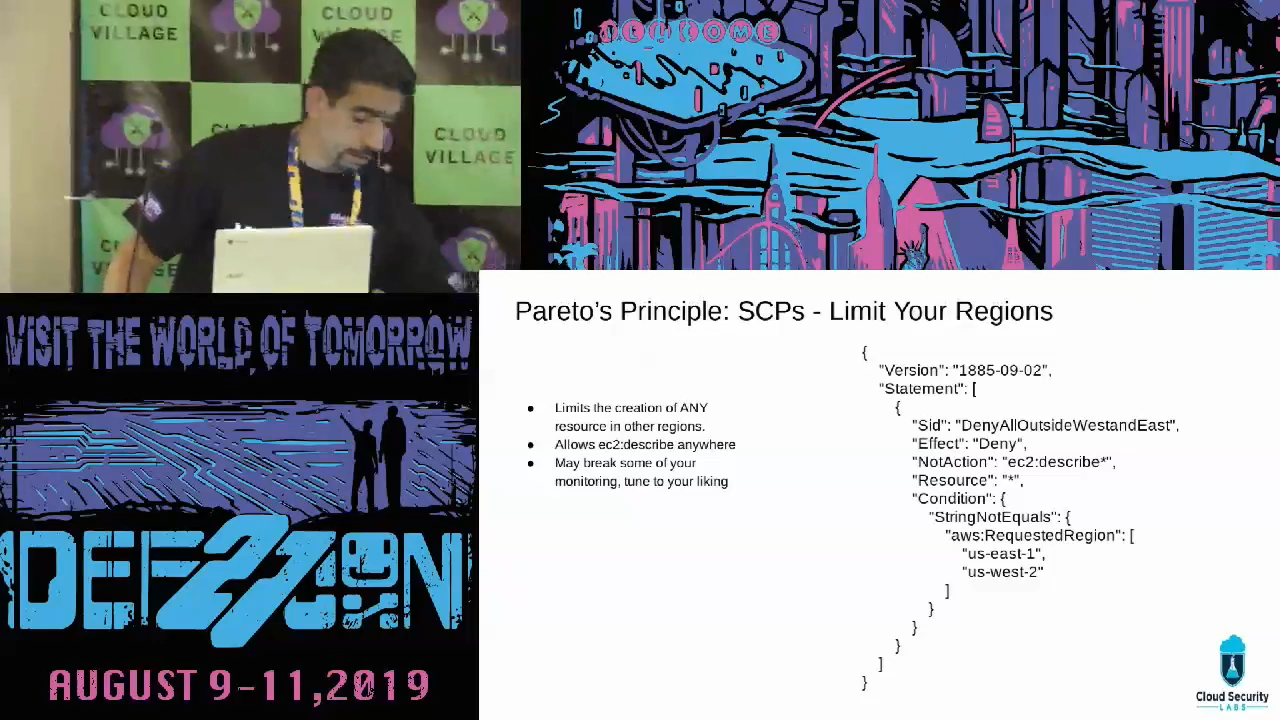 CLOUD
VILLAGE
CLOUD
VILLAGE
CLOUD
VILLAGE
WELCOME
VISIT THE WORLD OF TOMORROW
DEF CON
AUGUST 9-11,2019
Pareto’s Principle: SCPs - Limit Your Regions
● Limits the creation of ANY
resource in other regions.
● Allows ec2:describe anywhere
● May break some of your
monitoring, tune to your liking
{
"Version": "1885-09-02",
"Statement": [
{
"Sid": "DenyAllOutsideWestandEast",
"Effect": "Deny",
"NotAction": "ec2:describe*",
"Resource": "*",
"Condition": {
"StringNotEquals": {
"aws:RequestedRegion": [
"us-east-1",
"us-west-2"
]
}
}
}
]
}
Cloud Security
LABS